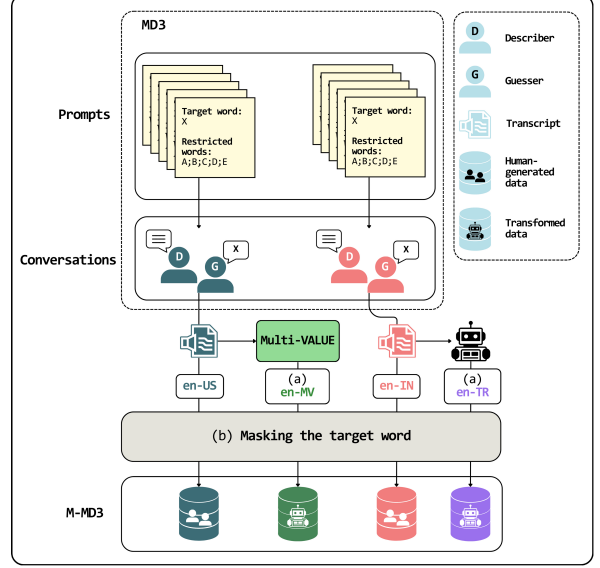 MD3
Prompts
Target word:
X
Restricted
words:
A;B;C;D;E
Target word:
X
Restricted
words:
A;B;C;D;E
Conversations
D
G
X
D
G
X
D
Describer
G
Guesser
Transcript
Human-
generated
data
Transformed
data
Multi-VALUE
en-US
(a)
en-MV
en-IN
(a)
en-TR
(b) Masking the target word
M-MD3